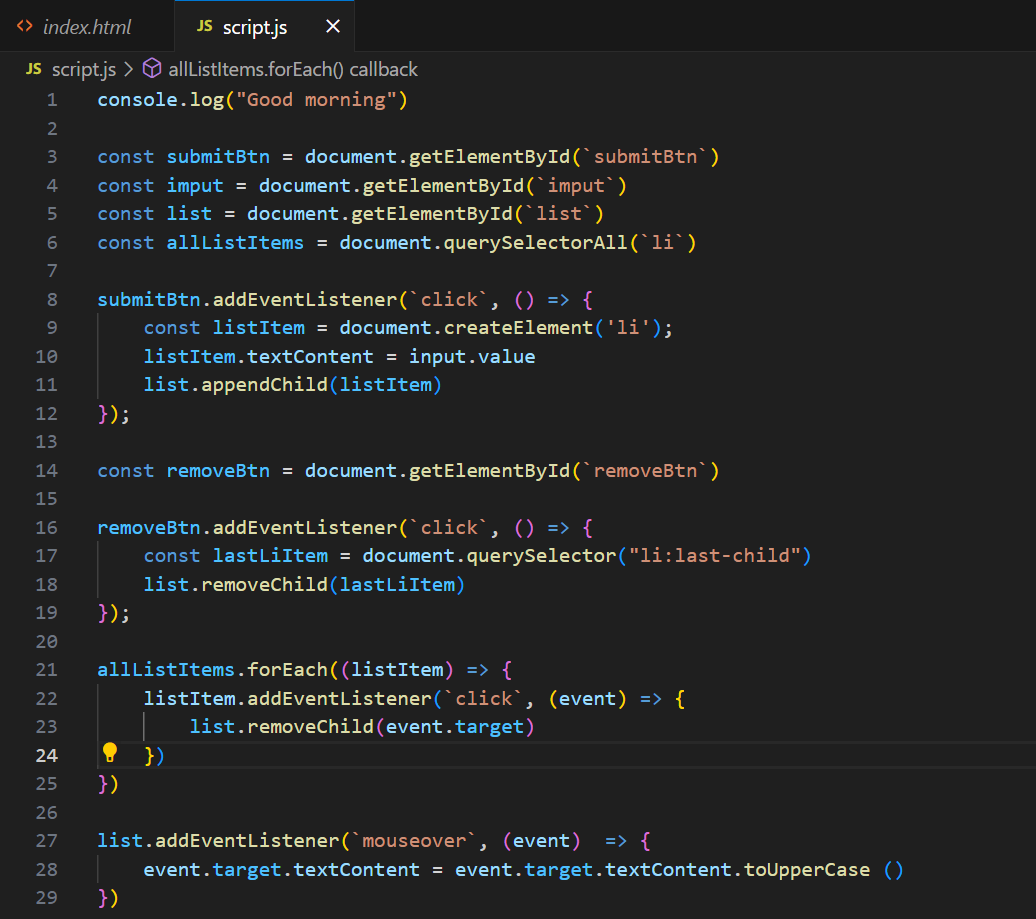 index.html
JS script.js
JS script.js > allListItems.forEach() callback
1 console.log("Good morning")
2
3 const submitBtn = document.getElementById(`submitBtn`)
4 const imput = document.getElementById(`imput`)
5 const list = document.getElementById(`list`)
6 const allListItems = document.querySelectorAll(`li`)
7
8 submitBtn.addEventListener(`click`, () => {
9     const listItem = document.createElement('li');
10     listItem.textContent = input.value
11     list.appendChild(listItem)
12 });
13
14 const removeBtn = document.getElementById(`removeBtn`)
15
16 removeBtn.addEventListener(`click`, () => {
17     const lastLiItem = document.querySelector("li:last-child")
18     list.removeChild(lastLiItem)
19 });
20
21 allListItems.forEach((listItem) => {
22     listItem.addEventListener(`click`, (event) => {
23         list.removeChild(event.target)
24     })
25 })
26
27 list.addEventListener(`mouseover`, (event)  => {
28     event.target.textContent = event.target.textContent.toUpperCase ()
29 })